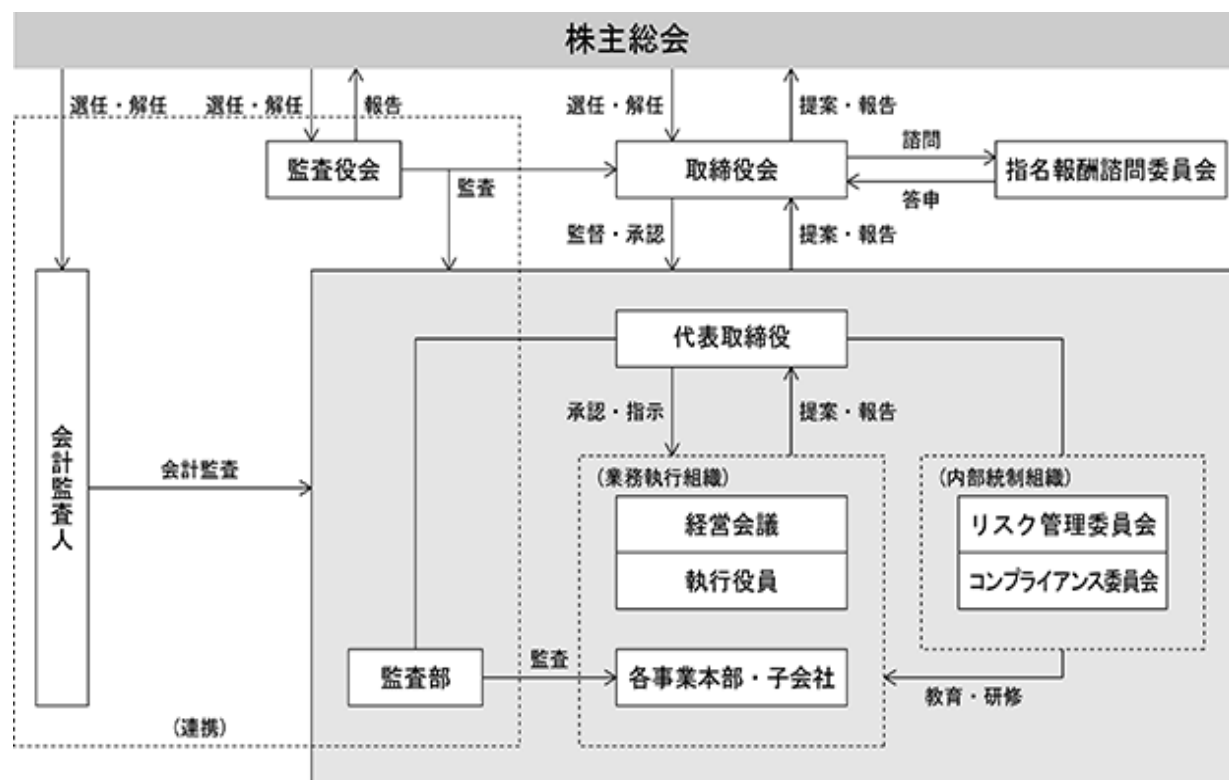 株主総会
選任・解任
選任・解任
報告
選任・解任
提案・報告
監査役会
監査
取締役会
諮問
答申
指名報酬諮問委員会
監督・承認
提案・報告
代表取締役
承認・指示
提案・報告
会計監査人
会計監査
(業務執行組織)
経営会議
執行役員
(内部統制組織)
リスク管理委員会
コンプライアンス委員会
監査部
監査
各事業本部・子会社
教育・研修
(連携)